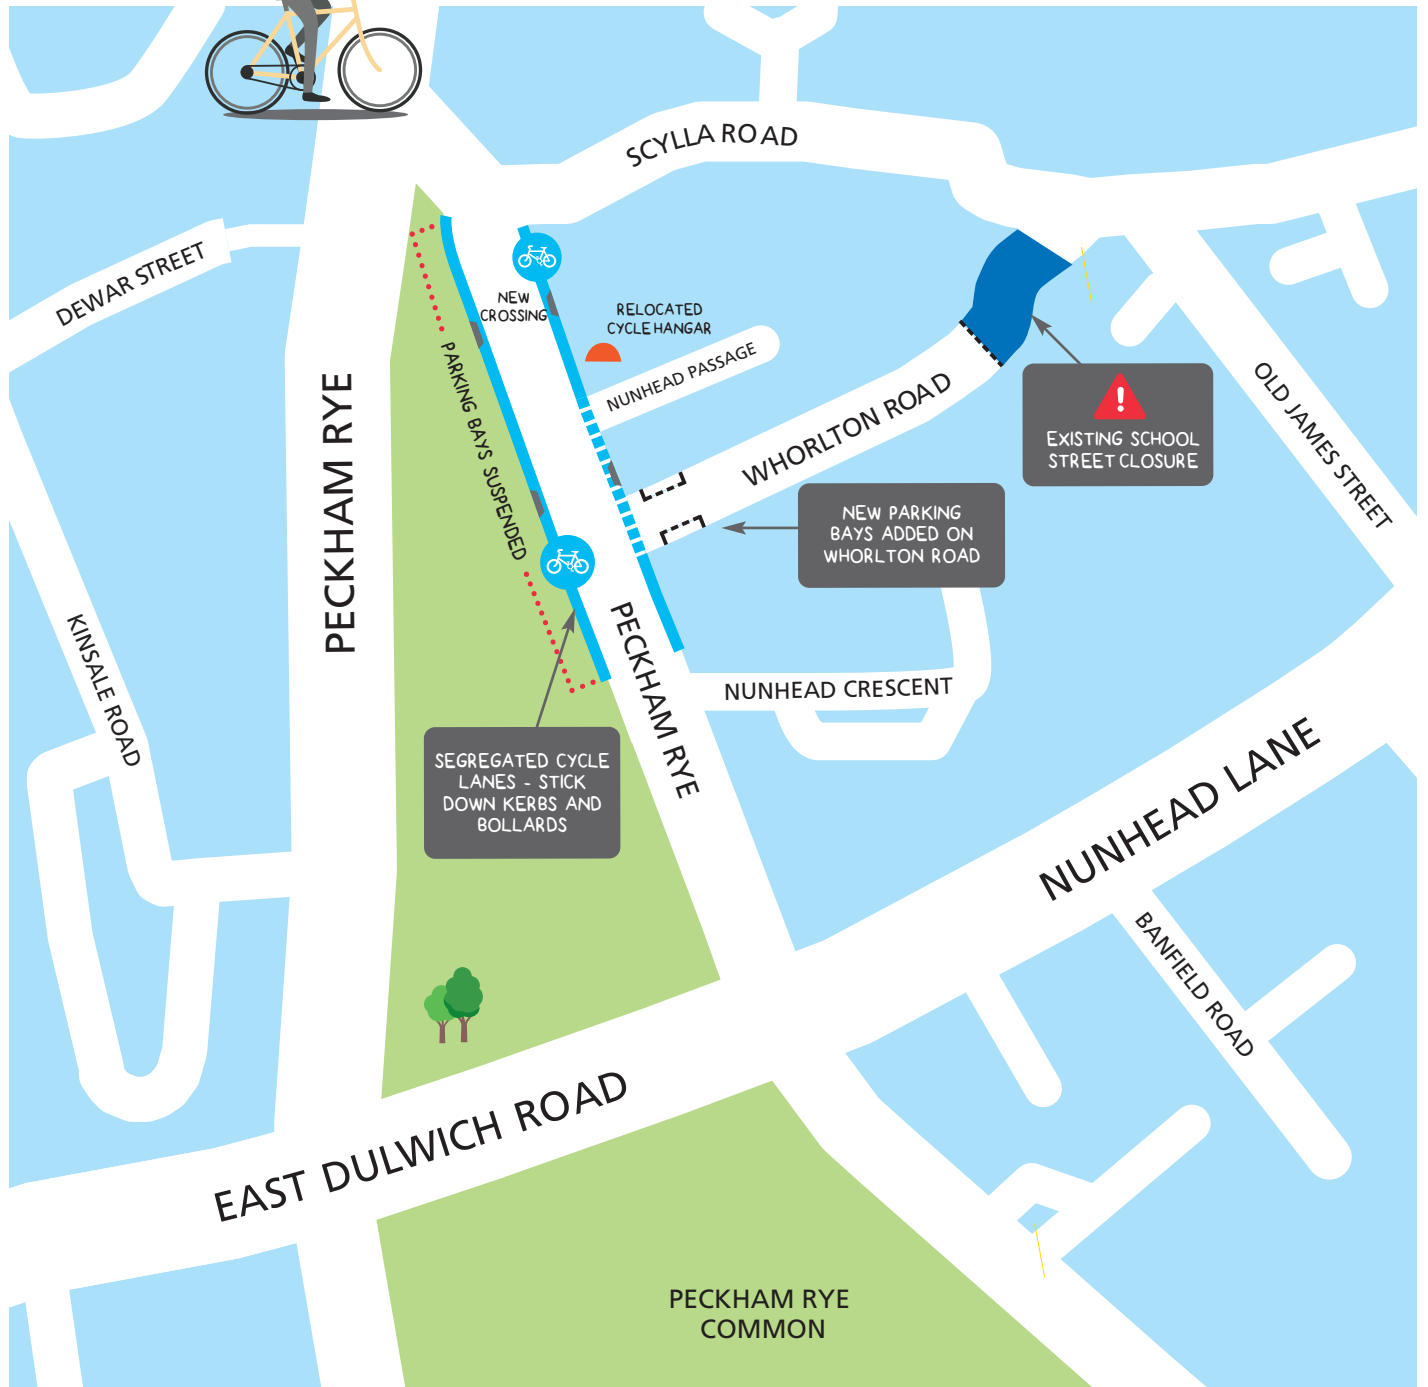 SCYLLA ROAD
DEWAR STREET
NEW
CROSSING
RELOCATED
CYCLE HANGAR
NUNHEAD PASSAGE
PARKING BAYS SUSPENDED
PECKHAM RYE
WHORLTON ROAD
EXISTING SCHOOL
STREET CLOSURE
OLD JAMES STREET
NEW PARKING
BAYS ADDED ON
WHORLTON ROAD
KINSALE ROAD
PECKHAM RYE
NUNHEAD CRESCENT
SEGREGATED CYCLE
LANES - STICK
DOWN KERBS AND
BOLLARDS
NUNHEAD LANE
BANFIELD ROAD
EAST DULWICH ROAD
PECKHAM RYE
COMMON